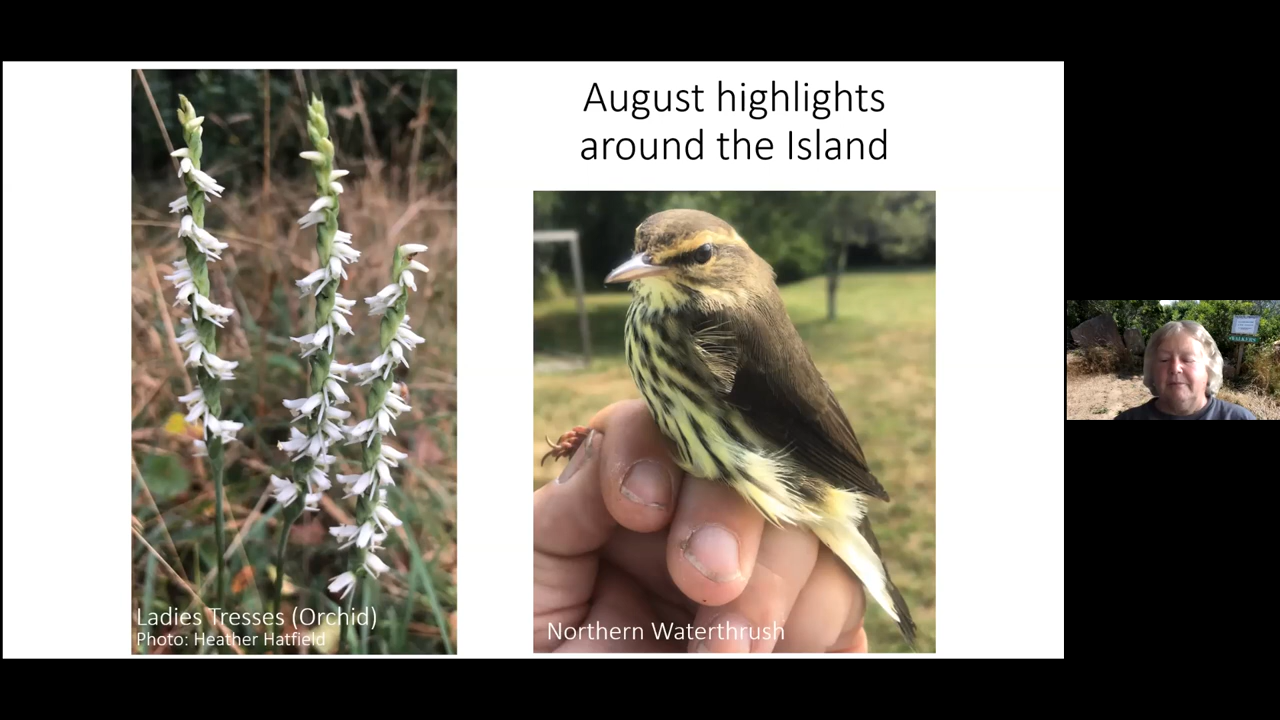 August highlights
around the Island
Ladies Tresses (Orchid)
Photo: Heather Hatfield
Northern Waterthrush